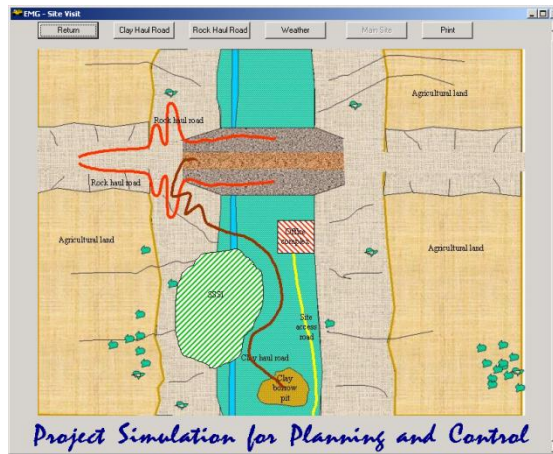 EMG - Site Visit
Return
Clay Haul Road
Rock Haul Road
Weather
Main Site
Print
Agricultural land
Rock haul road
Rock haul road
Agricultural land
Office
complex
Agricultural land
SSSI
Site
access
road
Clay haul road
Clay
borrow
pit
Project Simulation for Planning and Control